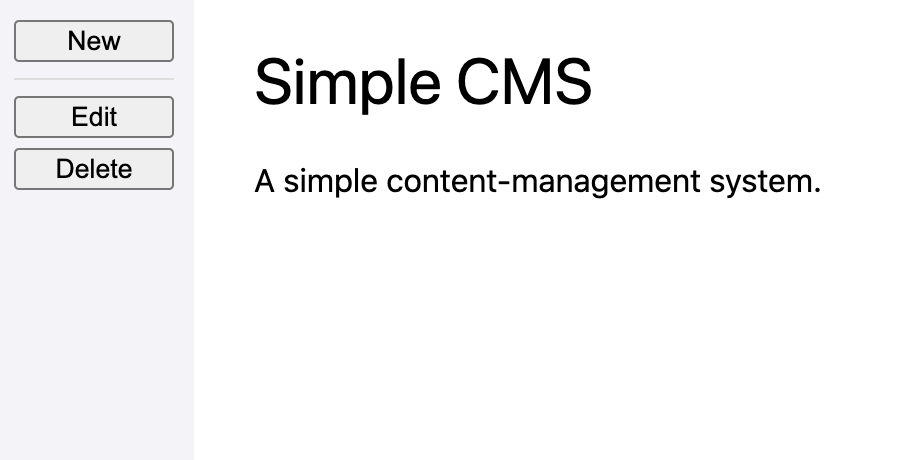 New
Edit
Delete
Simple CMS
A simple content-management system.